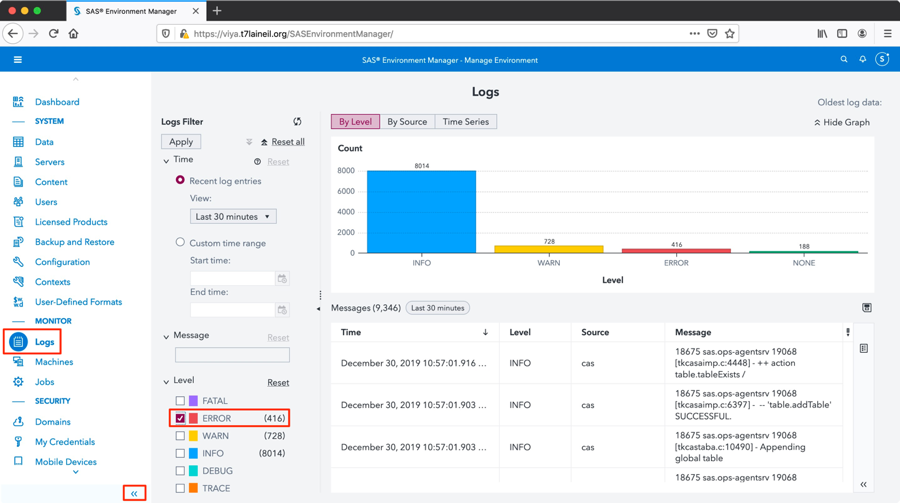 SAS® Environment Manager
https://viya.t7laineil.org/SASEnvironmentManager/
SAS® Environment Manager - Manage Environment
S
Dashboard
SYSTEM
Data
Servers
Content
Users
Licensed Products
Backup and Restore
Configuration
Contexts
User-Defined Formats
MONITOR
Logs
Machines
Jobs
SECURITY
Domains
My Credentials
Mobile Devices
Logs
Oldest log data:
Hide Graph
Logs Filter
Apply
Reset all
Time
Reset
Recent log entries
View:
Last 30 minutes
Custom time range
Start time:
End time:
Message
Reset
Level
Reset
FATAL
ERROR (416)
WARN (728)
INFO (8014)
DEBUG
TRACE
By Level
By Source
Time Series
Count
8000
6000
4000
2000
0
8014
728
416
188
INFO
WARN
ERROR
NONE
Level
Messages (9,346)
Last 30 minutes
Time Level Source Message
December 30, 2019 10:57:01.916 ... INFO cas 18675 sas.ops-agentsrv 19068
[tkcasaimp.c:4448] - ++ action
table.tableExists /
December 30, 2019 10:57:01.903 ... INFO cas 18675 sas.ops-agentsrv 19068
[tkcasaimp.c:6397] - -- 'table.addTable'
SUCCESSFUL.
December 30, 2019 10:57:01.903 ... INFO cas 18675 sas.ops-agentsrv 19068
[tkcastaba.c:10490] - Appending
global table
18675 sas.ops-agentsrv 19068